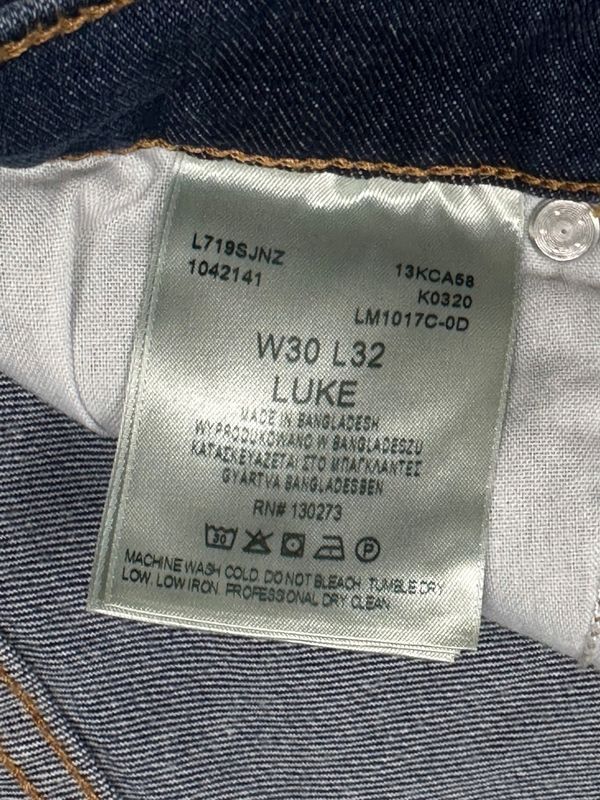 L719SJNZ
1042141
13KCA58
K0320
LM1017C-0D
W30 L32
LUKE
MADE IN BANGLADESH
WYPRODUKOWANO W BANGLADESZU
ΚΑΤΑΣΚΕΥΑΖΕΤΑΙ ΣΤΟ ΜΠΑΓΚΛΑΝΤΕΣ
GYARTVA BANGLADESBEN
RN# 130273
30 P
MACHINE WASH COLD. DO NOT BLEACH. TUMBLE DRY
LOW. LOW IRON. PROFESSIONAL DRY CLEAN.